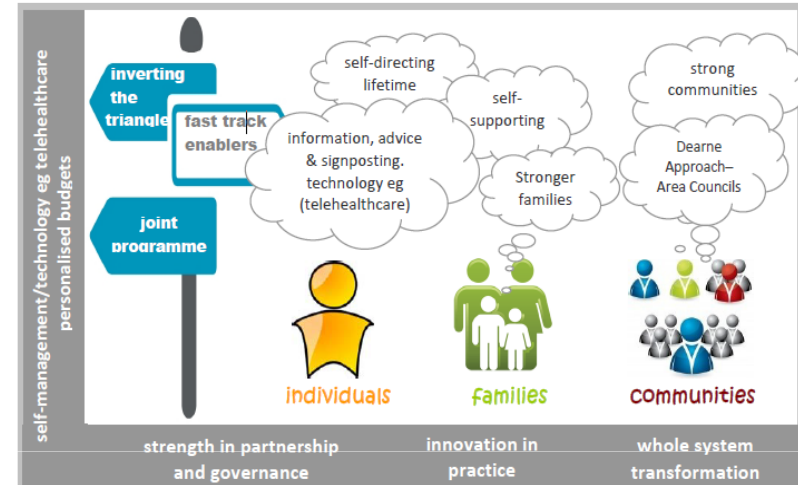 self-management/technology eg telehealthcare
personalised budgets
inverting
the
triangle
fast track
enablers
joint
programme
self-directing
lifetime
self-
supporting
information, advice
& signposting.
technology eg
(telehealthcare)
Stronger
families
strong
communities
Dearne
Approach–
Area Councils
individuals
families
communities
strength in partnership
and governance
innovation in
practice
whole system
transformation